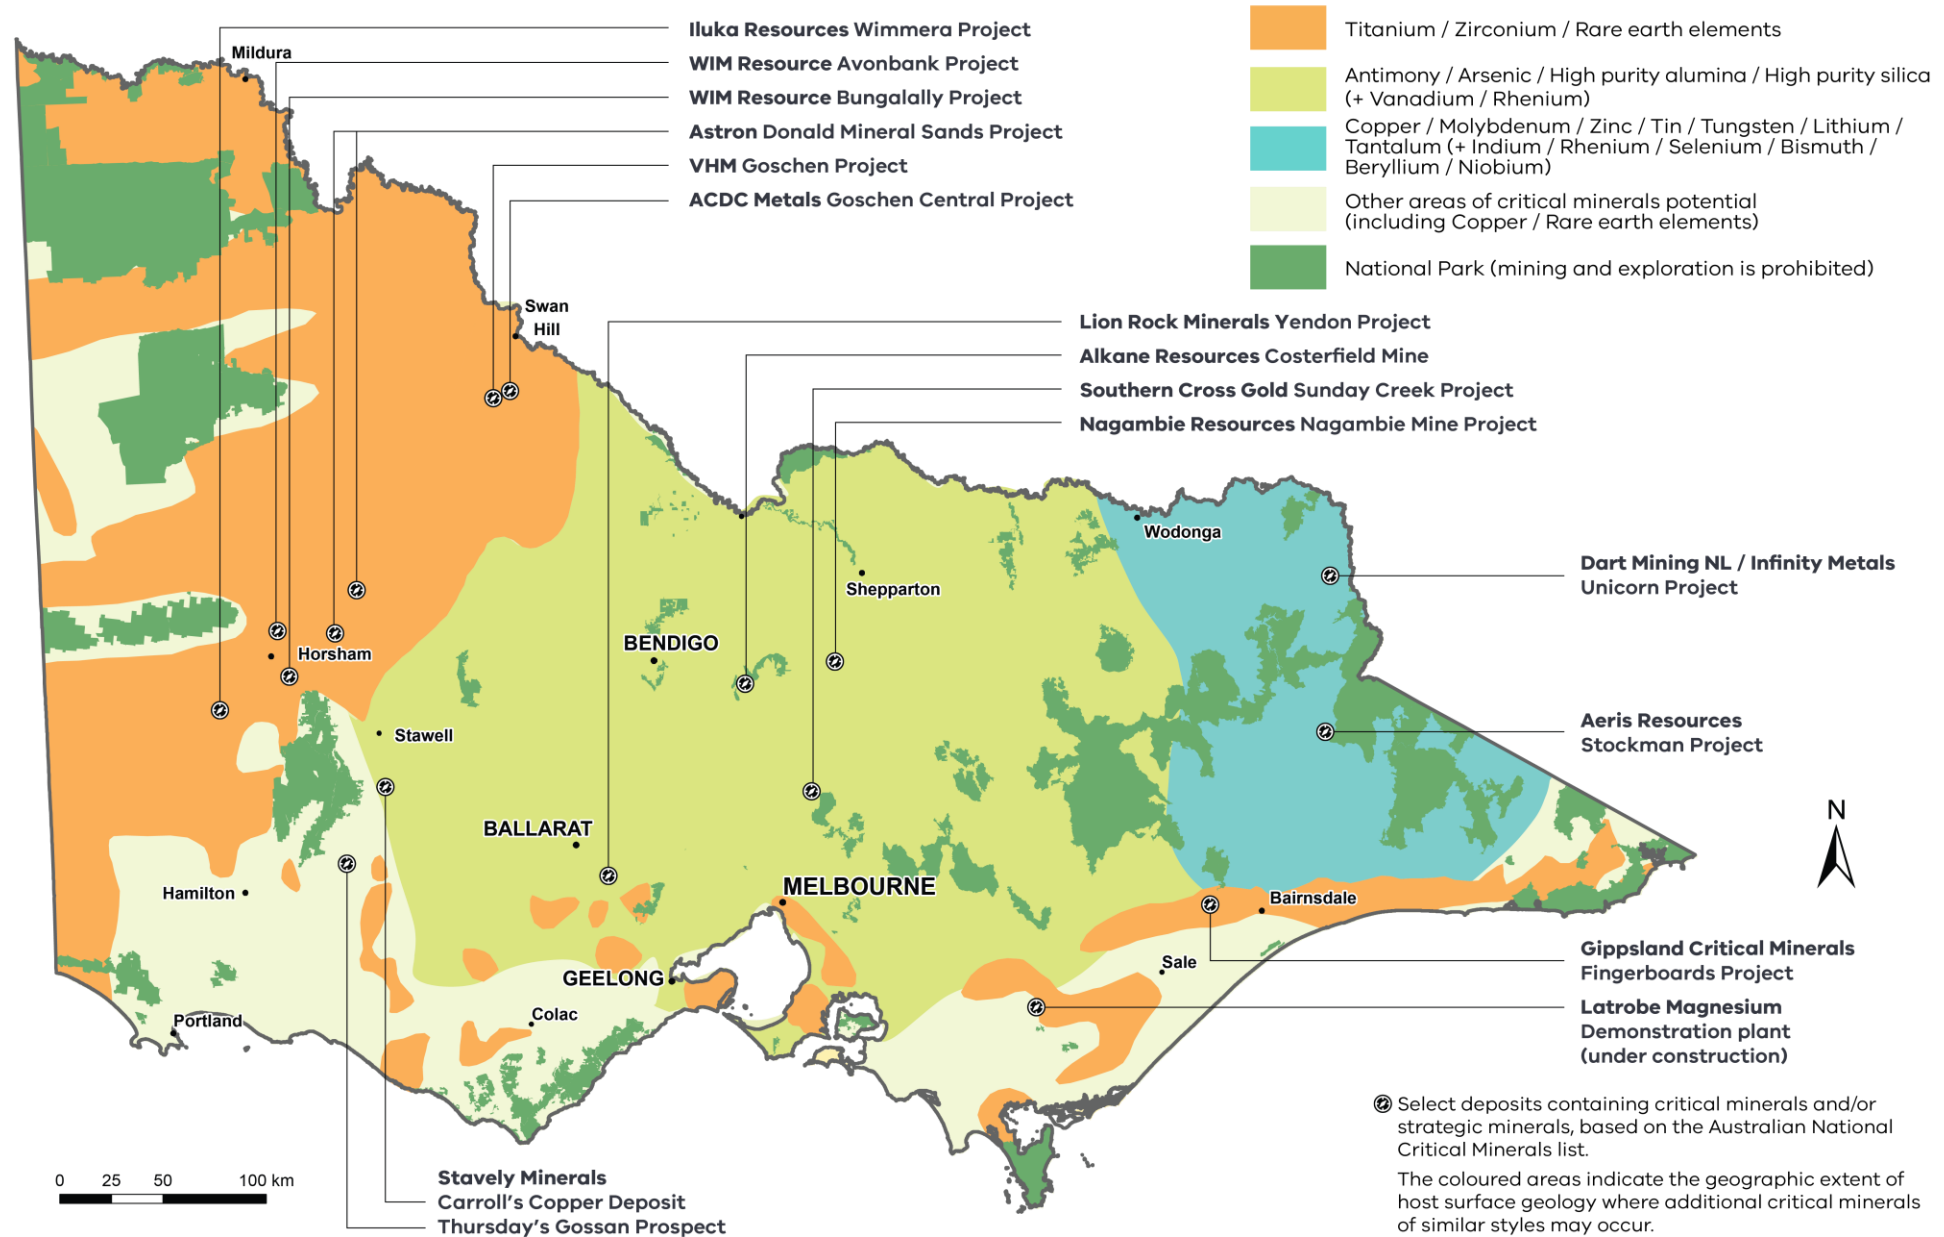 Iluka Resources Wimmera Project
WIM Resource Avonbank Project
WIM Resource Bungalally Project
Astron Donald Mineral Sands Project
VHM Goschen Project
ACDC Metals Goschen Central Project
Titanium / Zirconium / Rare earth elements
Antimony / Arsenic / High purity alumina / High purity silica
(+ Vanadium / Rhenium)
Copper / Molybdenum / Zinc / Tin / Tungsten / Lithium /
Tantalum (+ Indium / Rhenium / Selenium / Bismuth /
Beryllium / Niobium)
Other areas of critical minerals potential
(including Copper / Rare earth elements)
National Park (mining and exploration is prohibited)
Lion Rock Minerals Yendon Project
Alkane Resources Costerfield Mine
Southern Cross Gold Sunday Creek Project
Nagambie Resources Nagambie Mine Project
Mildura
Swan
Hill
Wodonga
Shepparton
BENDIGO
Horsham
Stawell
BALLARAT
MELBOURNE
Hamilton
Bairnsdale
GEELONG
Sale
Portland
Colac
Dart Mining NL / Infinity Metals
Unicorn Project
Aeris Resources
Stockman Project
N
Gippsland Critical Minerals
Fingerboards Project
Latrobe Magnesium
Demonstration plant
(under construction)
Select deposits containing critical minerals and/or
strategic minerals, based on the Australian National
Critical Minerals list.
The coloured areas indicate the geographic extent of
host surface geology where additional critical minerals
of similar styles may occur.
0 25 50 100 km
Stavely Minerals
Carroll's Copper Deposit
Thursday's Gossan Prospect